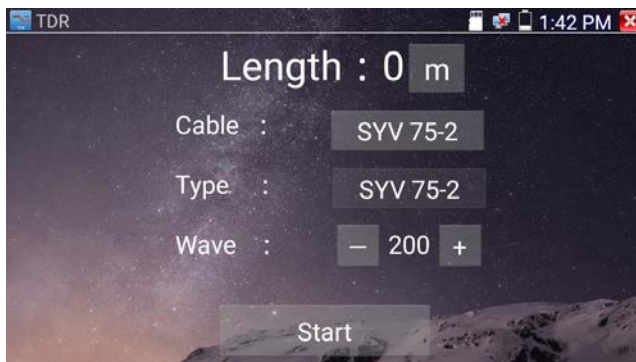 TDR 1:42 PM
Length : 0 m
Cable : SYV 75-2
Type : SYV 75-2
Wave : — 200 +
Start